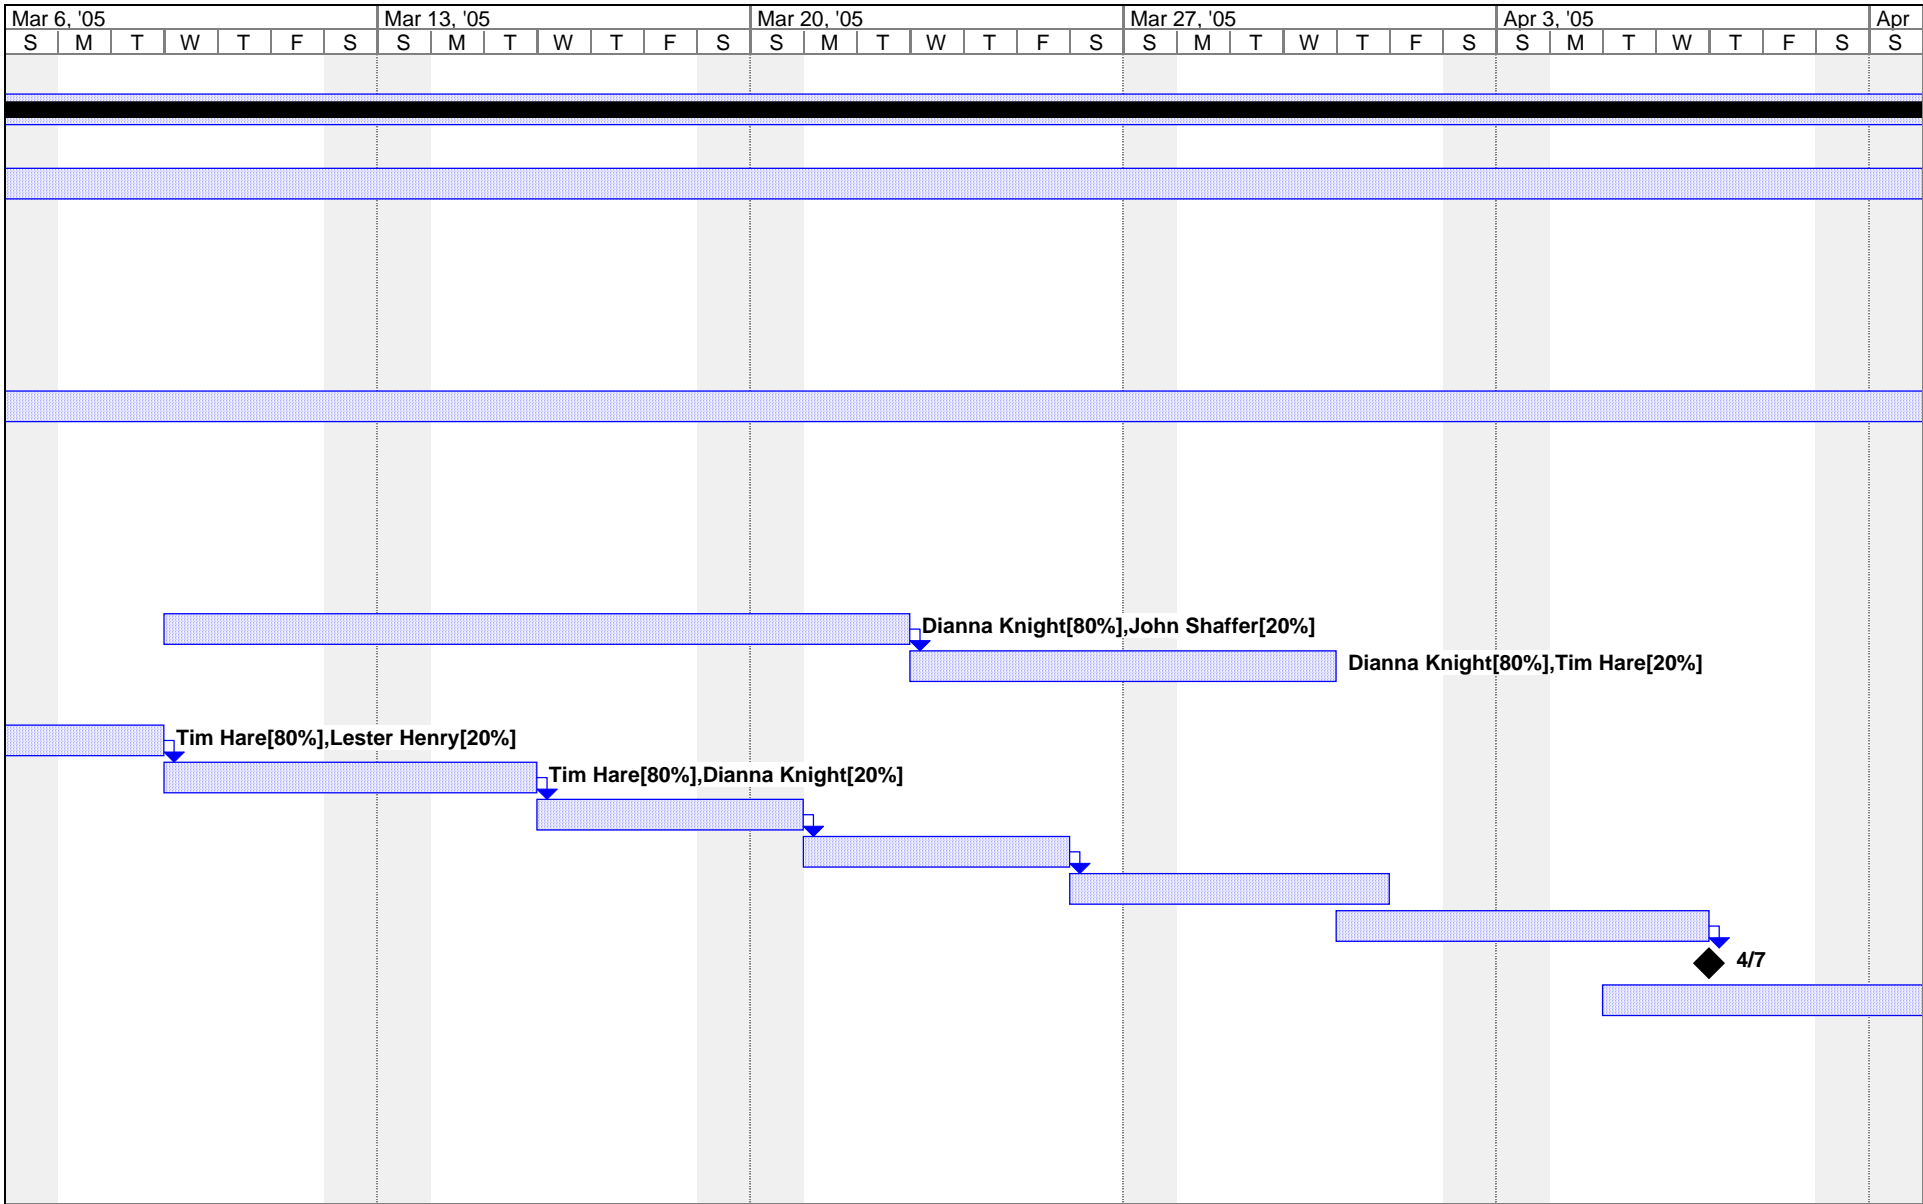 Mar 6, '05 Mar 13, '05 Mar 20, '05 Mar 27, '05 Apr 3, '05 Apr
S M T W T F S S M T W T F S S M T W T F S S M T W T F S S M T W T F S S
Dianna Knight[80%],John Shaffer[20%]
Dianna Knight[80%],Tim Hare[20%]
Tim Hare[80%],Lester Henry[20%]
Tim Hare[80%],Dianna Knight[20%]
4/7